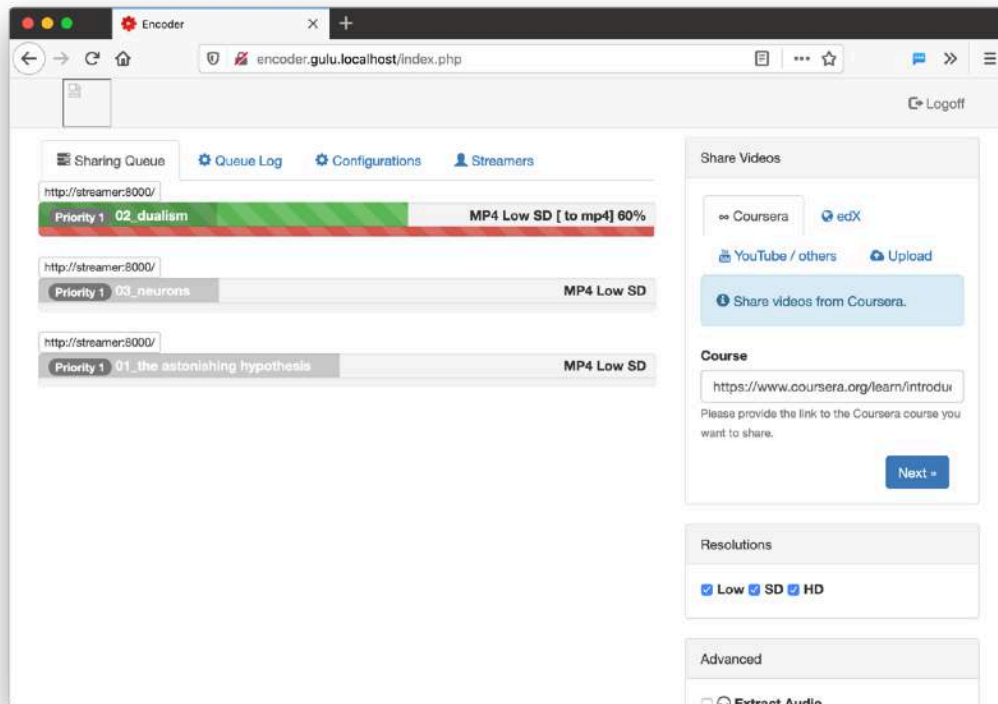 Encoder
encoder.gulu.localhost/index.php
Logoff
Sharing Queue
Queue Log
Configurations
Streamers
http://streamer:8000/
Priority 1 02_dualism
MP4 Low SD [ to mp4] 60%
http://streamer:8000/
Priority 1 03_neurons
MP4 Low SD
http://streamer:8000/
Priority 1 01_the astonishing hypothesis
MP4 Low SD
Share Videos
Coursera
edX
YouTube / others
Upload
Share videos from Coursera.
Course
https://www.coursera.org/learn/introdu
Please provide the link to the Coursera course you
want to share.
Next »
Resolutions
Low SD HD
Advanced
Extract Audio